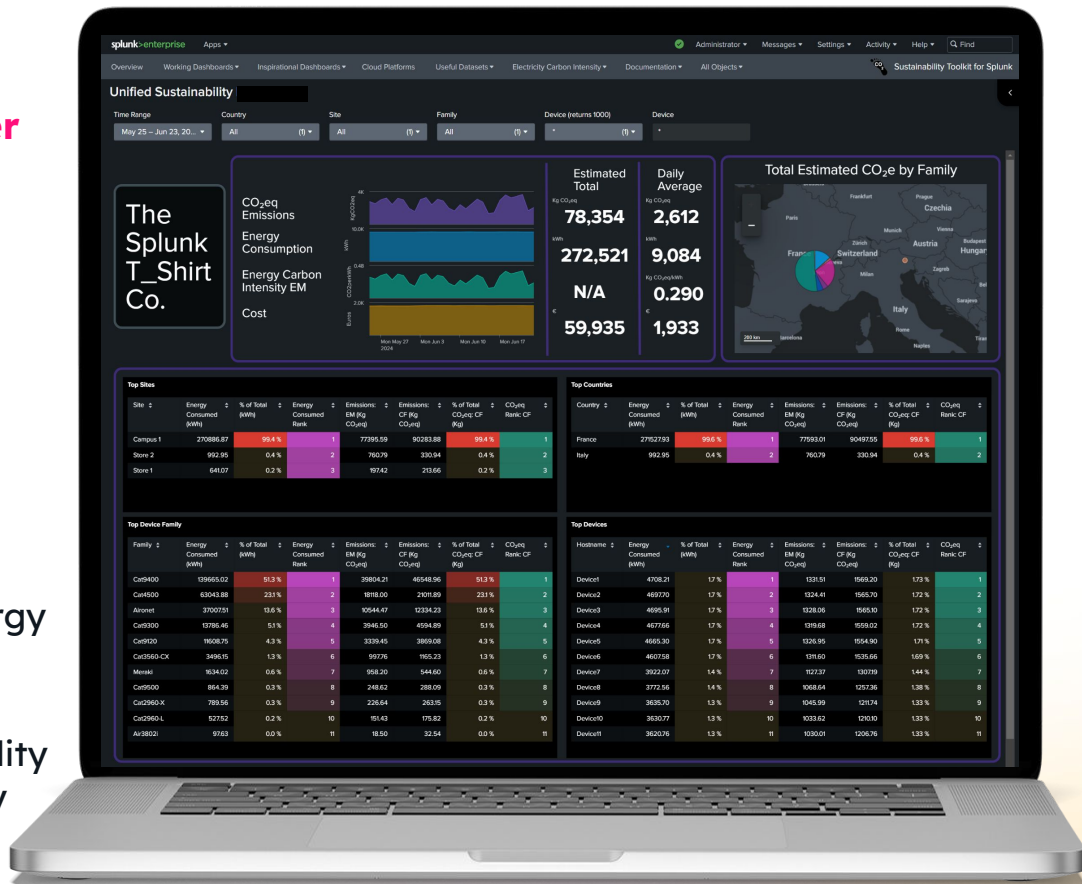 er
rgy
lity
y
splunk>enterprise Apps Administrator Messages Settings Activity Help Find
Overview Working Dashboards Inspirational Dashboards Cloud Platforms Useful Datasets Electricity Carbon Intensity Documentation All Objects Sustainability Toolkit for Splunk
Unified Sustainability
Time Range Country Site Family Device (returns 1000) Device
May 25 – Jun 23, 20... All (1) All (1) All (1) * (1) *
The
Splunk
T_Shirt
Co.
CO₂eq
Emissions
Energy
Consumption
Energy Carbon
Intensity EM
Cost
4K
KgCO2eq
10.0K
kWh
0.4K
CO2perkWh
2.0K
Euros
Mon May 27 Mon Jun 3 Mon Jun 10 Mon Jun 17
2024
Estimated
Total
Kg CO₂eq
78,354
kWh
272,521
N/A
€
59,935
Daily
Average
Kg CO₂eq
2,612
kWh
9,084
Kg CO₂eq/kWh
0.290
€
1,933
Total Estimated CO₂e by Family
Frankfurt Prague
Czechia
Paris
Munich Vienna
Zürich Austria Budapest
France Switzerland Hungar
Milan Zagreb
Sarajevo
Italy
Rome
200 km
Naples
Top Sites
Site Energy Consumed (kWh) % of Total (kWh) Energy Consumed Rank Emissions: EM (Kg CO₂eq) Emissions: CF (Kg CO₂eq) % of Total CO₂eq: CF (Kg) CO₂eq Rank: CF
Campus 1 270886.87 99.4 % 1 77395.59 90283.88 99.4 % 1
Store 2 992.95 0.4 % 2 760.79 330.94 0.4 % 2
Store 1 641.07 0.2 % 3 197.42 213.66 0.2 % 3
Top Countries
Country Energy Consumed (kWh) % of Total (kWh) Energy Consumed Rank Emissions: EM (Kg CO₂eq) Emissions: CF (Kg CO₂eq) % of Total CO₂eq: CF (Kg) CO₂eq Rank: CF
France 271527.93 99.6 % 1 77593.01 90497.55 99.6 % 1
Italy 992.95 0.4 % 2 760.79 330.94 0.4 % 2
Top Device Family
Family Energy Consumed (kWh) % of Total (kWh) Energy Consumed Rank Emissions: EM (Kg CO₂eq) Emissions: CF (Kg CO₂eq) % of Total CO₂eq: CF (Kg) CO₂eq Rank: CF
Cat9400 139665.02 51.3 % 1 39804.21 46548.96 51.3 % 1
Cat4500 63043.88 23.1 % 2 18118.00 21011.89 23.1 % 2
Aironet 37007.51 13.6 % 3 10544.47 12334.23 13.6 % 3
Cat9300 13786.46 5.1 % 4 3946.50 4594.89 5.1 % 4
Cat9120 11608.75 4.3 % 5 3339.45 3869.08 4.3 % 5
Cat3560-CX 3496.15 1.3 % 6 997.76 1165.23 1.3 % 6
Meraki 1634.02 0.6 % 7 958.20 544.60 0.6 % 7
Cat9500 864.39 0.3 % 8 248.62 288.09 0.3 % 8
Cat2960-X 789.56 0.3 % 9 226.64 263.15 0.3 % 9
Cat2960-L 527.52 0.2 % 10 151.43 175.82 0.2 % 10
Air3802i 97.63 0.0 % 11 18.50 32.54 0.0 % 11
Top Devices
Hostname Energy Consumed (kWh) % of Total (kWh) Energy Consumed Rank Emissions: EM (Kg CO₂eq) Emissions: CF (Kg CO₂eq) % of Total CO₂eq: CF (Kg) CO₂eq Rank: CF
Device1 4708.21 1.7 % 1 1331.51 1569.20 1.73 % 1
Device2 4697.70 1.7 % 2 1324.41 1565.70 1.72 % 2
Device3 4695.91 1.7 % 3 1328.06 1565.10 1.72 % 3
Device4 4677.66 1.7 % 4 1319.68 1559.02 1.72 % 4
Device5 4665.30 1.7 % 5 1326.95 1554.90 1.71 % 5
Device6 4607.58 1.7 % 6 1311.60 1535.66 1.69 % 6
Device7 3922.07 1.4 % 7 1127.37 1307.19 1.44 % 7
Device8 3772.56 1.4 % 8 1068.64 1257.36 1.38 % 8
Device9 3635.70 1.3 % 9 1045.99 1211.74 1.33 % 9
Device10 3630.77 1.3 % 10 1033.62 1210.10 1.33 % 10
Device11 3620.76 1.3 % 11 1030.01 1206.76 1.33 % 11